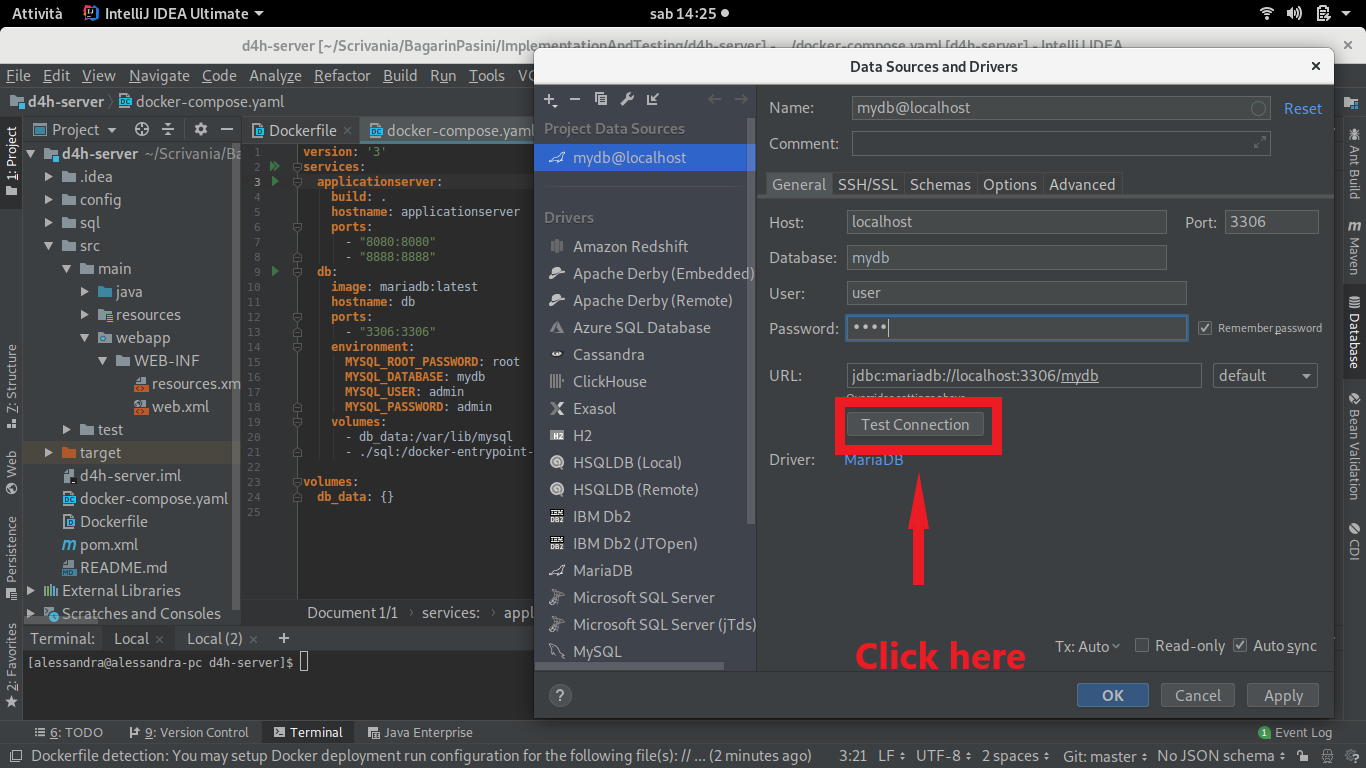 Attività IntelliJ IDEA Ultimate sab 14:25
d4h-server [~/Scrivania/BagarinPasini/ImplementationAndTesting/d4h-server] - .../docker-compose.yaml [d4h-server] - IntelliJ IDEA
File Edit View Navigate Code Analyze Refactor Build Run Tools VC
d4h-server docker-compose.yaml
1: Project
7: Structure
Web
Persistence
2: Favorites
Project
d4h-server ~/Scrivania/Ba
.idea
config
sql
src
main
java
resources
webapp
WEB-INF
resources.xm
web.xml
test
target
d4h-server.iml
docker-compose.yaml
Dockerfile
pom.xml
README.md
External Libraries
Scratches and Consoles
Dockerfile docker-compose.yaml
1 version: '3'
2 services:
3 applicationserver:
4 build: .
5 hostname: applicationserver
6 ports:
7 - "8080:8080"
8 - "8888:8888"
9 db:
10 image: mariadb:latest
11 hostname: db
12 ports:
13 - "3306:3306"
14 environment:
15 MYSQL_ROOT_PASSWORD: root
16 MYSQL_DATABASE: mydb
17 MYSQL_USER: admin
18 MYSQL_PASSWORD: admin
19 volumes:
20 - db_data:/var/lib/mysql
21 - ./sql:/docker-entrypoint-
22
23 volumes:
24 db_data: {}
25
Document 1/1 services: appl
Data Sources and Drivers
Project Data Sources
mydb@localhost
Drivers
Amazon Redshift
Apache Derby (Embedded)
Apache Derby (Remote)
Azure SQL Database
Cassandra
ClickHouse
Exasol
H2
HSQLDB (Local)
HSQLDB (Remote)
IBM Db2
IBM Db2 (JTOpen)
MariaDB
Microsoft SQL Server
Microsoft SQL Server (jTds)
MySQL
Name: mydb@localhost Reset
Comment:
General SSH/SSL Schemas Options Advanced
Host: localhost Port: 3306
Database: mydb
User: user
Password: •••• Remember password
URL: jdbc:mariadb://localhost:3306/mydb default
Test Connection
Driver: MariaDB
Click here
Tx: Auto Read-only Auto sync
? OK Cancel Apply
Ant Build
Maven
Database
Bean Validation
CDI
Terminal: Local Local (2)
[alessandra@alessandra-pc d4h-server]$
6: TODO 9: Version Control Terminal Java Enterprise 1 Event Log
Dockerfile detection: You may setup Docker deployment run configuration for the following file(s): // ... (2 minutes ago) 3:21 LF UTF-8 2 spaces Git: master No JSON schema